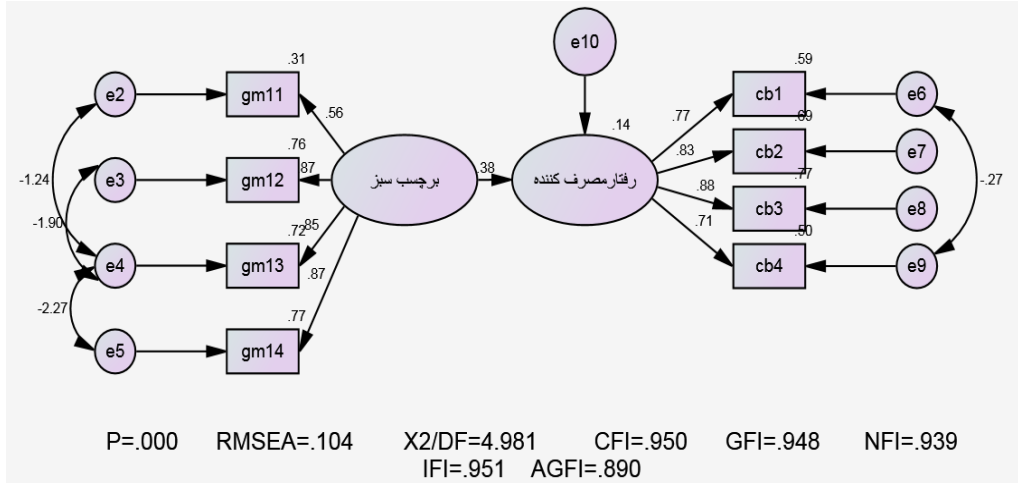 e10
.31
.59
e2
gm11
.77
cb1
e6
.56
.14
.69
.76
.83
cb2
e7
-1.24
e3
gm12
.87
برچسب سبز
.38
رفتارمصرف کننده
.77
-.27
.88
cb3
e8
-1.90
.72
.85
.71
.50
e4
gm13
.87
cb4
e9
-2.27
.77
e5
gm14
P=.000 RMSEA=.104 X2/DF=4.981 CFI=.950 GFI=.948 NFI=.939
IFI=.951 AGFI=.890